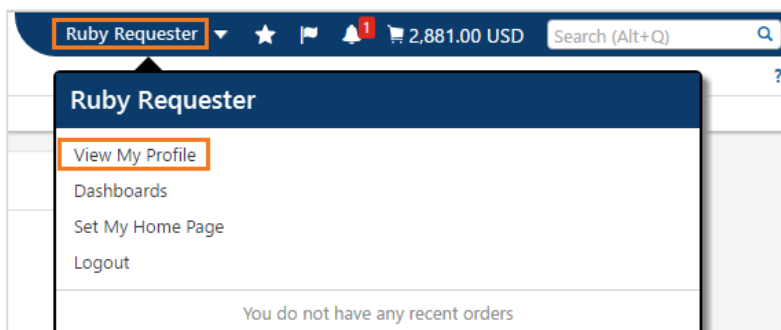 Ruby Requester 1 2,881.00 USD Search (Alt+Q)
?
Ruby Requester
View My Profile
Dashboards
Set My Home Page
Logout
You do not have any recent orders